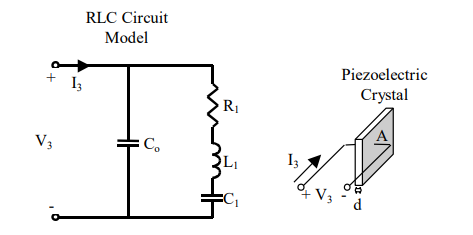 RLC Circuit
Model
+ I₃
V₃
-
Cₒ
R₁
L₁
C₁
Piezoelectric
Crystal
A
I₃
+ V₃ -
d